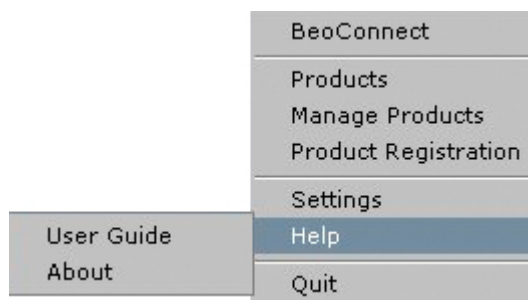 BeoConnect
Products
Manage Products
Product Registration
Settings
Help
User Guide
About
Quit